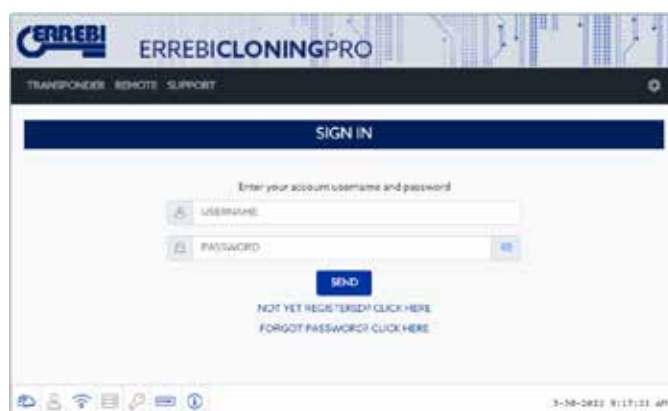 ERREBI
ERREBICLONINGPRO
TRANSPONDER REMOTE SUPPORT
SIGN IN
Enter your account username and password
USERNAME
PASSWORD
SEND
NOT YET REGISTERED? CLICK HERE
FORGOT PASSWORD? CLICK HERE